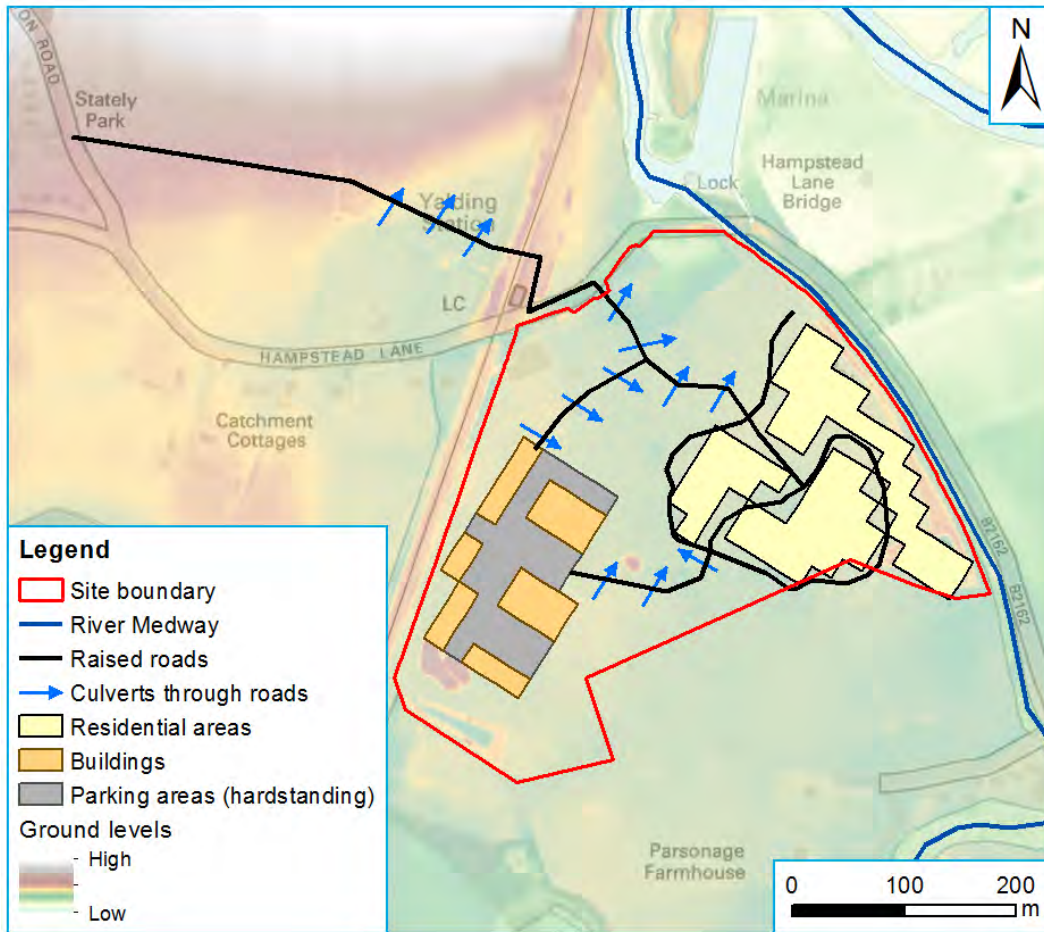 ON ROAD
Stately
Park
Yalding
Station
LC
HAMPSTEAD LANE
Catchment
Cottages
Marina
Lock
Hampstead
Lane
Bridge
N
B2162
B2162
Parsonage
Farmhouse
Legend
Site boundary
River Medway
Raised roads
Culverts through roads
Residential areas
Buildings
Parking areas (hardstanding)
Ground levels
High
Low
0 100 200
m